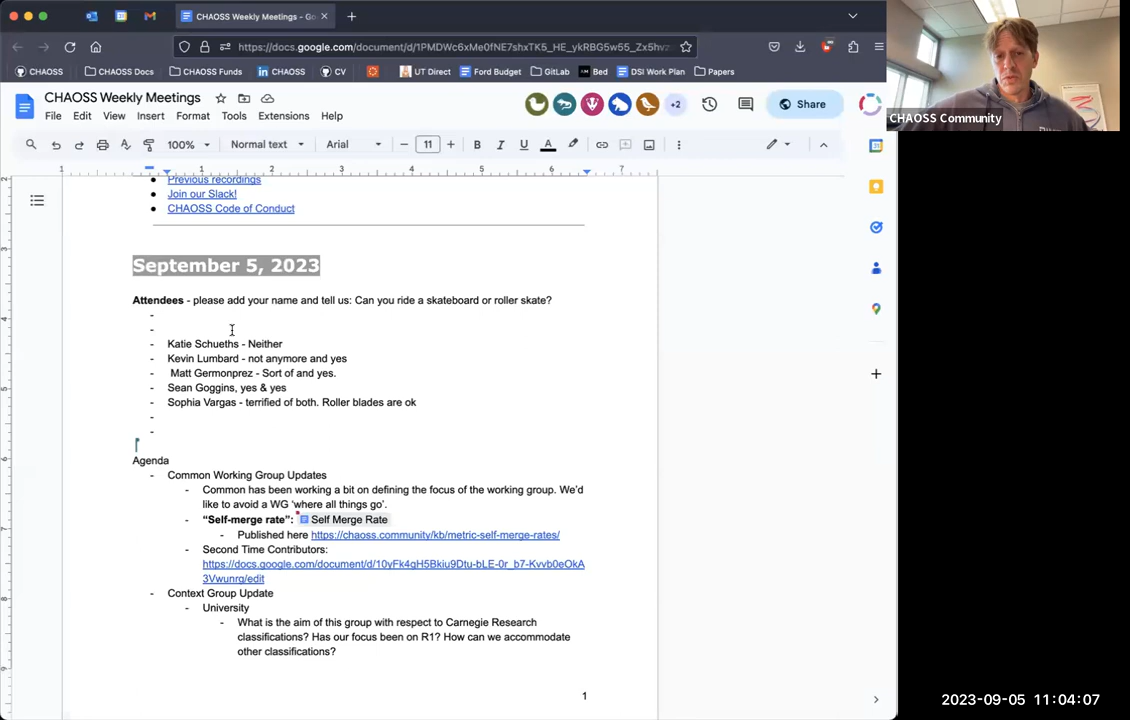 CHAOSS Weekly Meetings - Go
https://docs.google.com/document/d/1PMDWc6xMe0fNE7shxTK5_HE_ykRBG5w55_Zx5hvz
CHAOSS CHAOSS Docs CHAOSS Funds CHAOSS CV UT Direct Ford Budget GitLab Bed DSI Work Plan Papers
CHAOSS Weekly Meetings
+2
Share
File Edit View Insert Format Tools Extensions Help
CHAOSS Community
100% Normal text Arial 11
1 1 2 3 4 5 6 7
Previous recordings
Join our Slack!
CHAOSS Code of Conduct
September 5, 2023
Attendees - please add your name and tell us: Can you ride a skateboard or roller skate?
-
-
- Katie Schueths - Neither
- Kevin Lumbard - not anymore and yes
- Matt Germonprez - Sort of and yes.
- Sean Goggins, yes & yes
- Sophia Vargas - terrified of both. Roller blades are ok
-
-
Agenda
- Common Working Group Updates
- Common has been working a bit on defining the focus of the working group. We'd
like to avoid a WG 'where all things go'.
- "Self-merge rate": Self Merge Rate
- Published here https://chaoss.community/kb/metric-self-merge-rates/
- Second Time Contributors:
https://docs.google.com/document/d/10yFk4gH5Bkiu9Dtu-bLE-0r_b7-Kvvb0eOkA
3Vwunrg/edit
- Context Group Update
- University
- What is the aim of this group with respect to Carnegie Research
classifications? Has our focus been on R1? How can we accommodate
other classifications?
1
2023-09-05 11:04:07